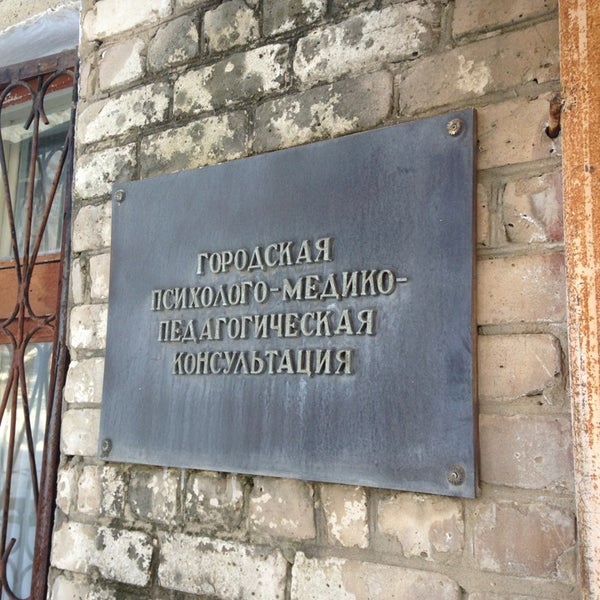 ГОРОДСКАЯ
ПСИХОЛОГО-МЕДИКО-
ПЕДАГОГИЧЕСКАЯ
КОНСУЛЬТАЦИЯ